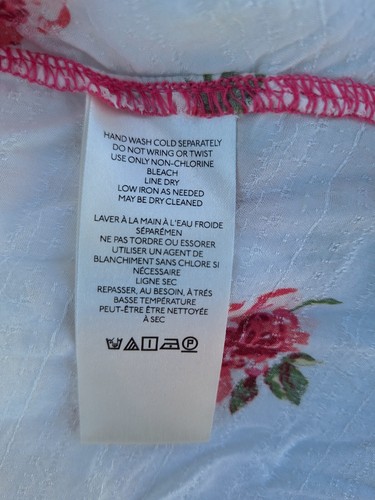 HAND WASH COLD SEPARATELY
DO NOT WRING OR TWIST
USE ONLY NON-CHLORINE
BLEACH
LINE DRY
LOW IRON AS NEEDED
MAY BE DRY CLEANED
LAVER À LA MAIN À L'EAU FROIDE
SÉPARÉMEN
NE PAS TORDRE OU ESSORER
UTILISER UN AGENT DE
BLANCHIMENT SANS CHLORE SI
NÉCESSAIRE
LIGNE SEC
REPASSER, AU BESOIN, À TRÉS
BASSE TEMPÉRATURE
PEUT-ÊTRE ÊTRE NETTOYÉE
À SEC